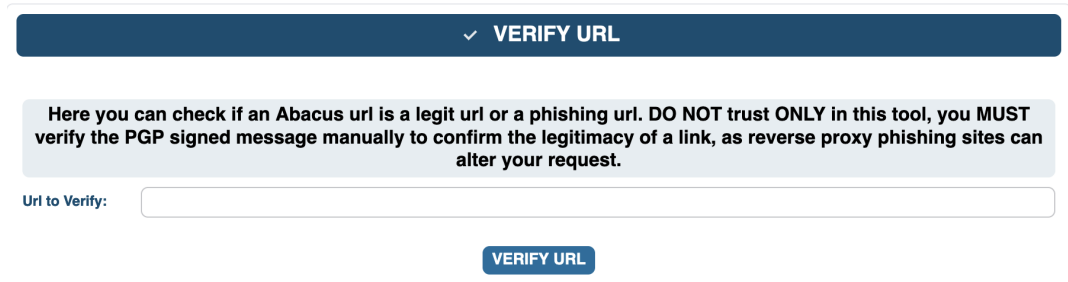 VERIFY URL
Here you can check if an Abacus url is a legit url or a phishing url. DO NOT trust ONLY in this tool, you MUST
verify the PGP signed message manually to confirm the legitimacy of a link, as reverse proxy phishing sites can
alter your request.
Url to Verify:
VERIFY URL